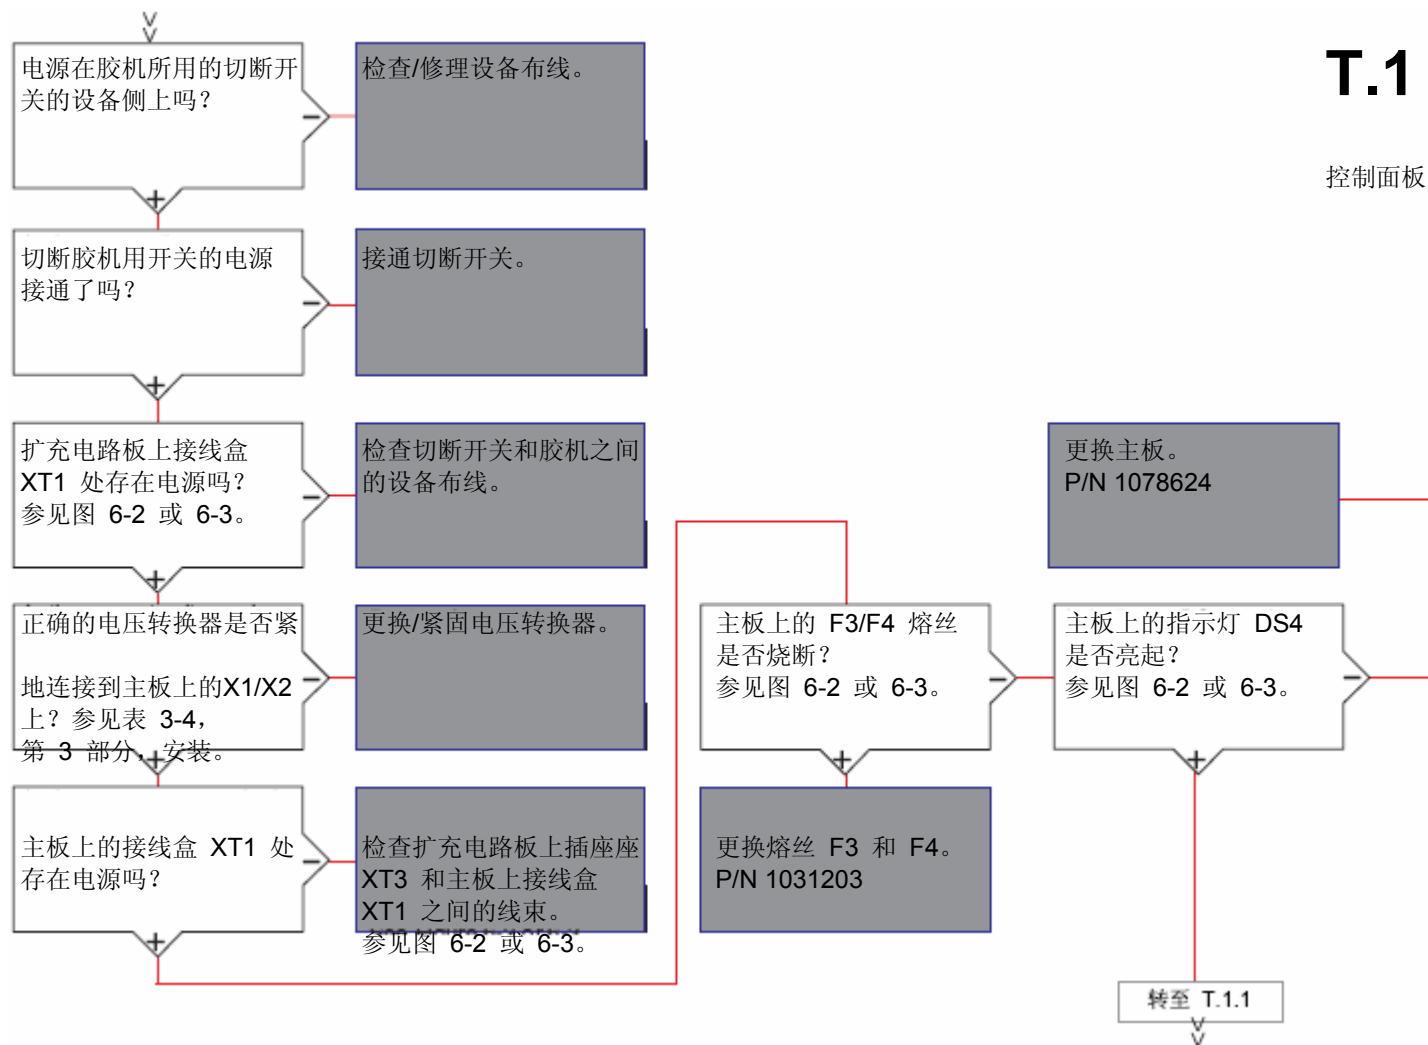 T.1
控制面板
电源在胶机所用的切断开
关的设备侧上吗？
检查/修理设备布线。
切断胶机用开关的电源
接通了吗？
接通切断开关。
扩充电路板上接线盒
XT1 处存在电源吗？
参见图 6-2 或 6-3。
检查切断开关和胶机之间
的设备布线。
正确的电压转换器是否紧
地连接到主板上的X1/X2
上？参见表 3-4，
第 3 部分，安装。
更换/紧固电压转换器。
主板上的接线盒 XT1 处
存在电源吗？
检查扩充电路板上插座座
XT3 和主板上接线盒
XT1 之间的线束。
参见图 6-2 或 6-3。
主板上的 F3/F4 熔丝
是否烧断？
参见图 6-2 或 6-3。
更换熔丝 F3 和 F4。
P/N 1031203
更换主板。
P/N 1078624
主板上的指示灯 DS4
是否亮起？
参见图 6-2 或 6-3。
转至 T.1.1